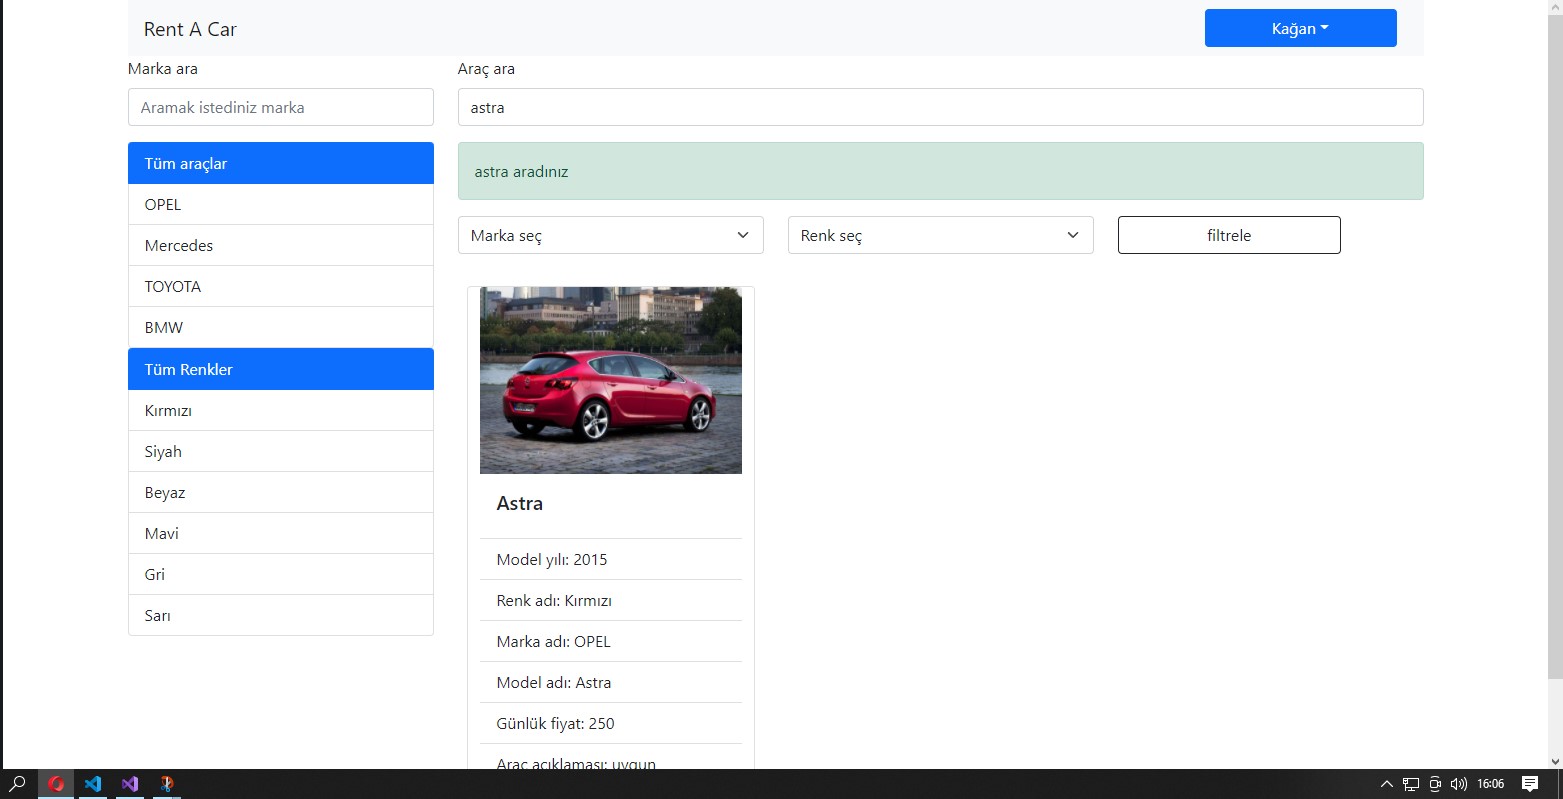 Rent A Car
Kağan
Marka ara
Aramak istediniz marka
Tüm araçlar
OPEL
Mercedes
TOYOTA
BMW
Tüm Renkler
Kırmızı
Siyah
Beyaz
Mavi
Gri
Sarı
Araç ara
astra
astra aradınız
Marka seç
Renk seç
filtrele
Astra
Model yılı: 2015
Renk adı: Kırmızı
Marka adı: OPEL
Model adı: Astra
Günlük fiyat: 250
Araç açıklaması: uygun
16:06